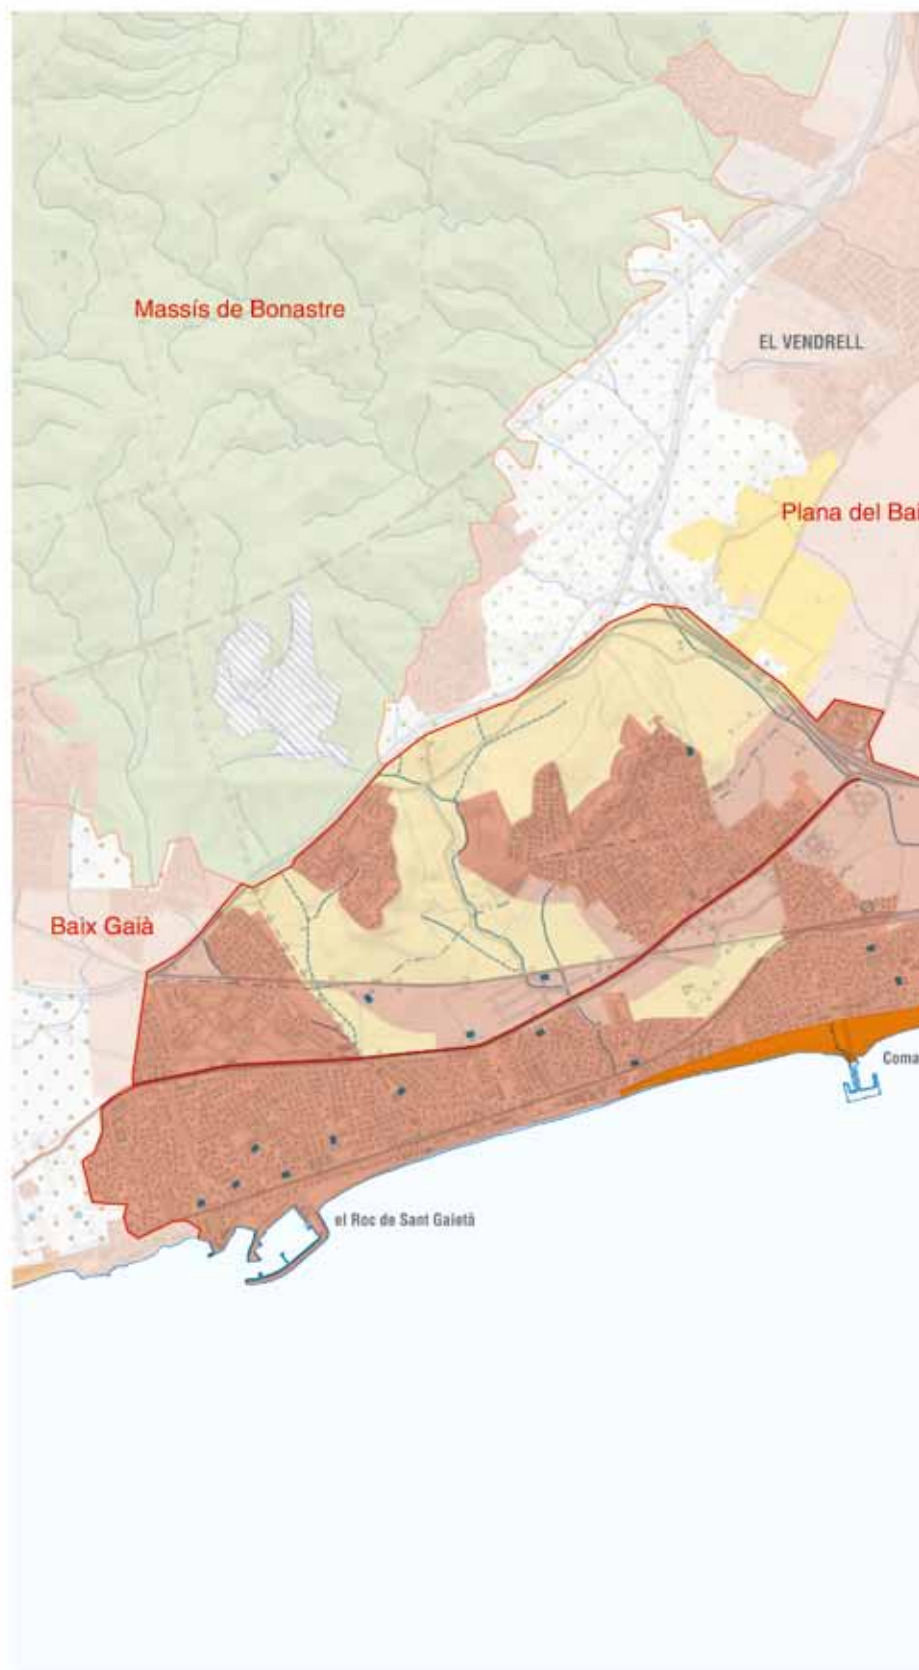 Massís de Bonastre
EL VENDRELL
Plana del Bai
Baix Gaià
Coma
el Roc de Sant Gaietà